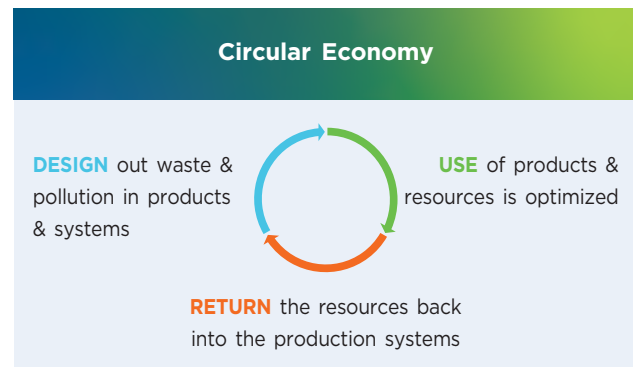 Circular Economy
DESIGN out waste &
pollution in products
& systems
USE of products &
resources is optimized
RETURN the resources back
into the production systems